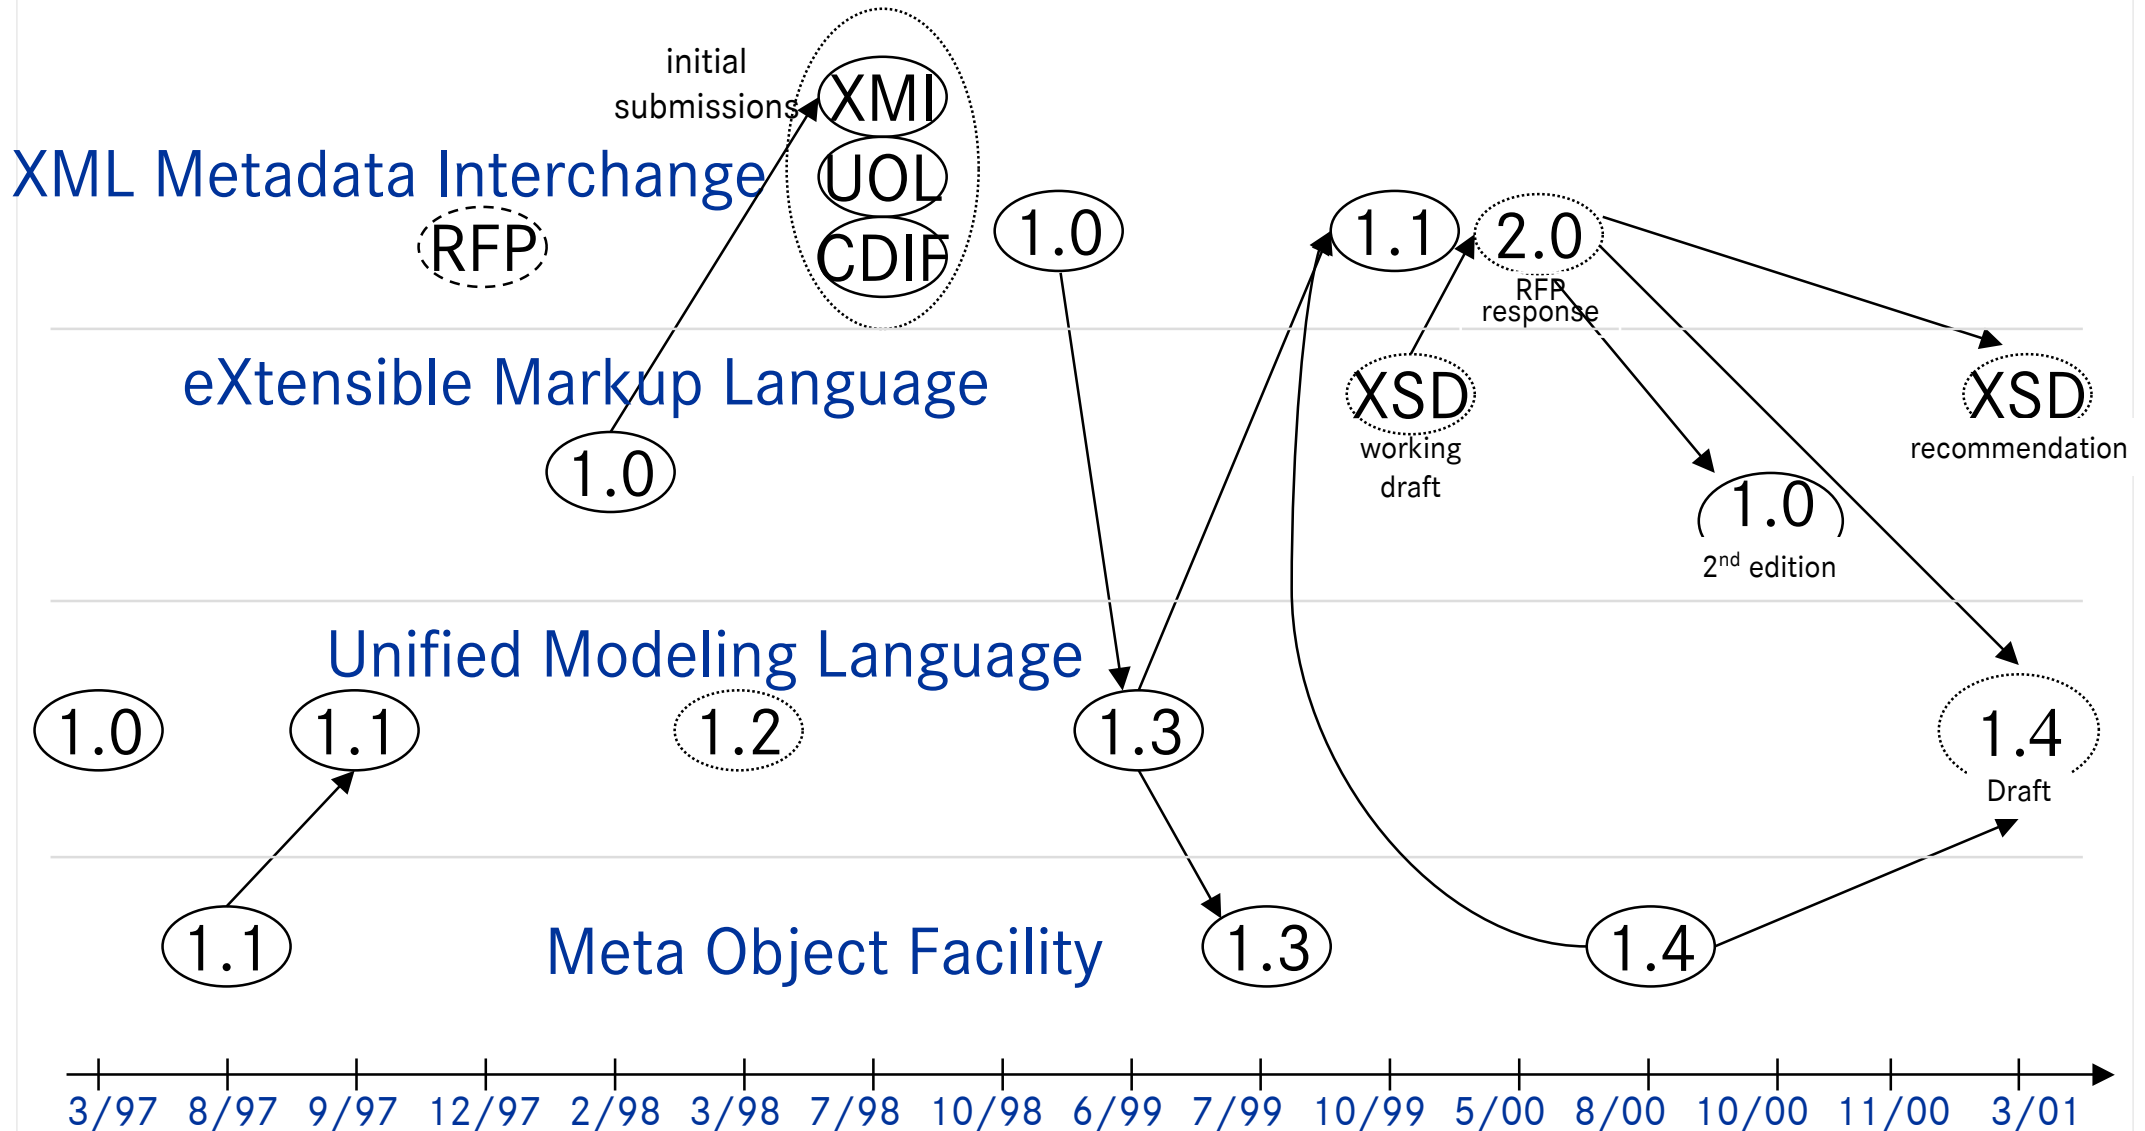 initial
submissions
XMI
XML Metadata Interchange
UOL
RFP
CDIF
1.0
1.1
2.0
RFP
response
eXtensible Markup Language
1.0
XSD
working
draft
1.0
2nd edition
XSD
recommendation
Unified Modeling Language
1.0
1.1
1.2
1.3
1.4
Draft
1.1
Meta Object Facility
1.3
1.4
3/97 8/97 9/97 12/97 2/98 3/98 7/98 10/98 6/99 7/99 10/99 5/00 8/00 10/00 11/00 3/01